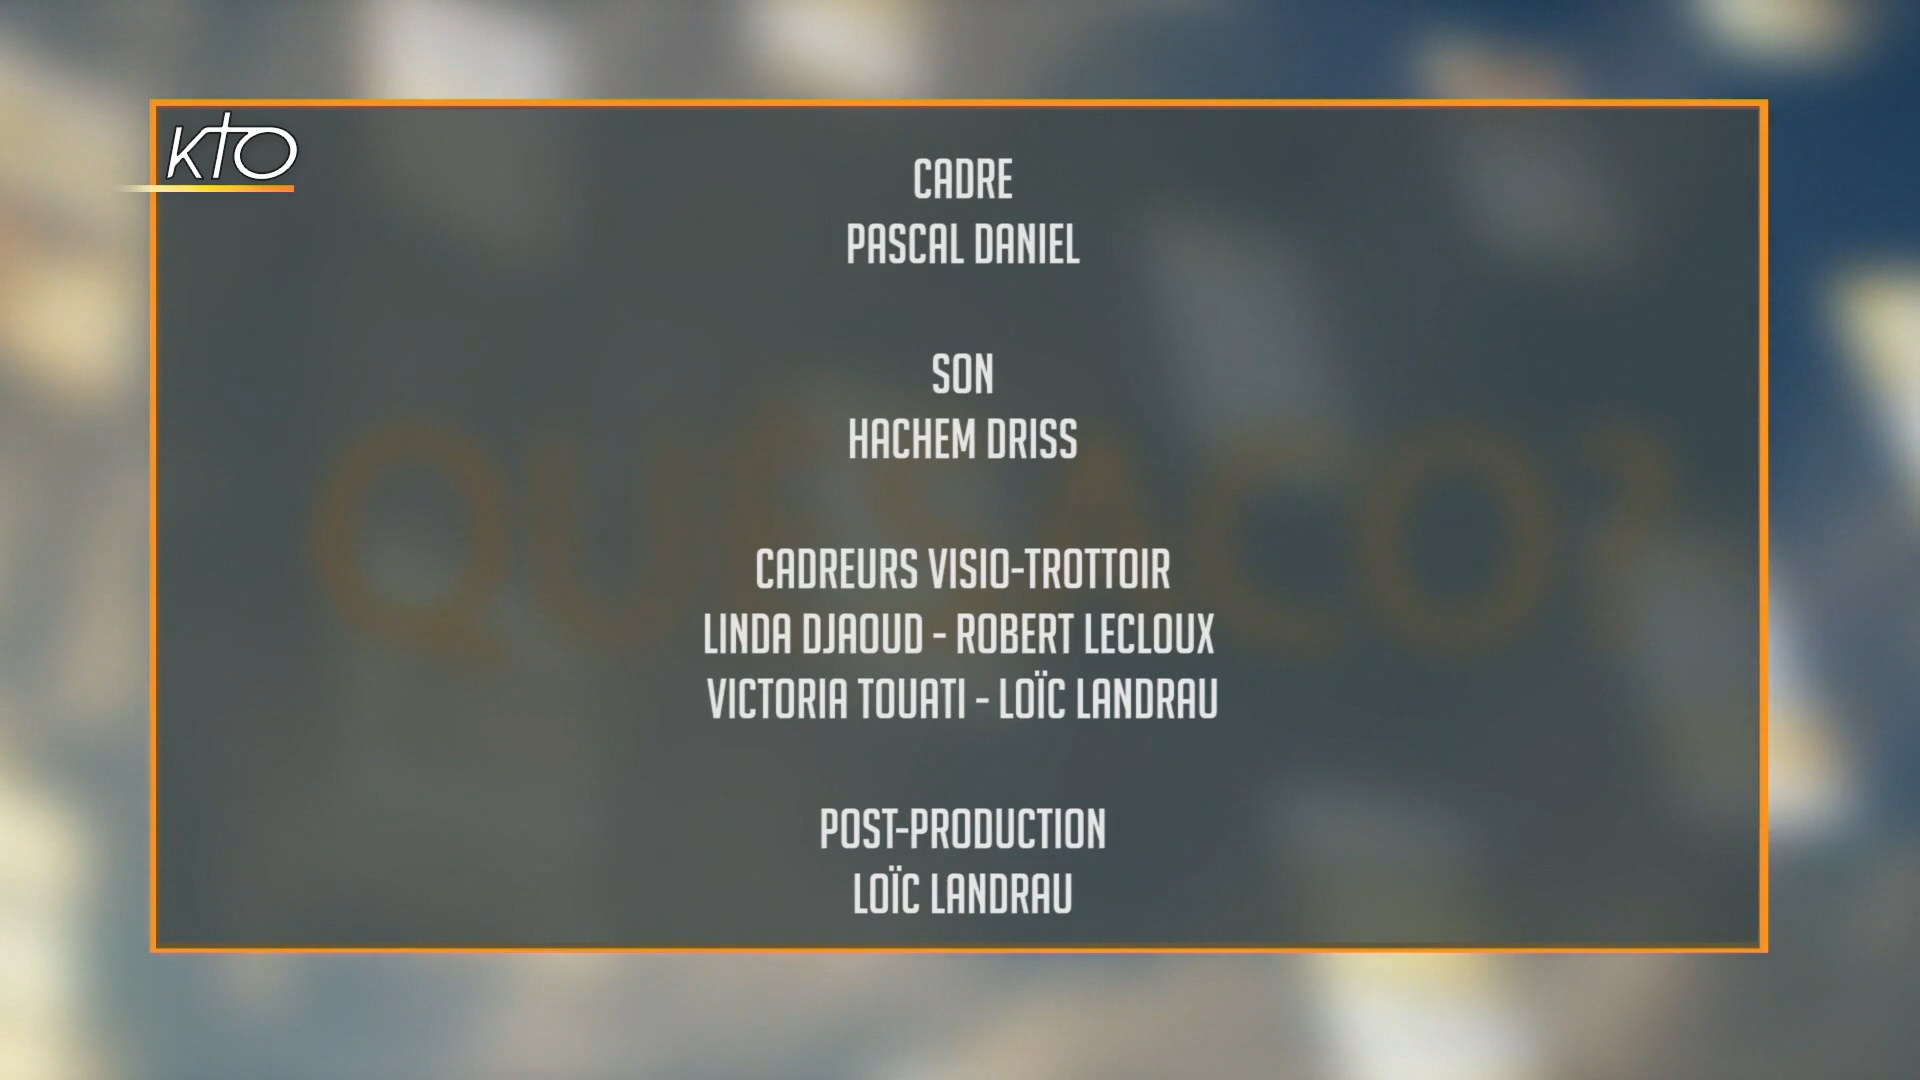 KTO
CADRE
PASCAL DANIEL
SON
HACHEM DRISS
QUÉSACO?
CADREURS VISIO-TROTTOIR
LINDA DJAOUD - ROBERT LECLOUX
VICTORIA TOUATI - LOÏC LANDRAU
POST-PRODUCTION
LOÏC LANDRAU